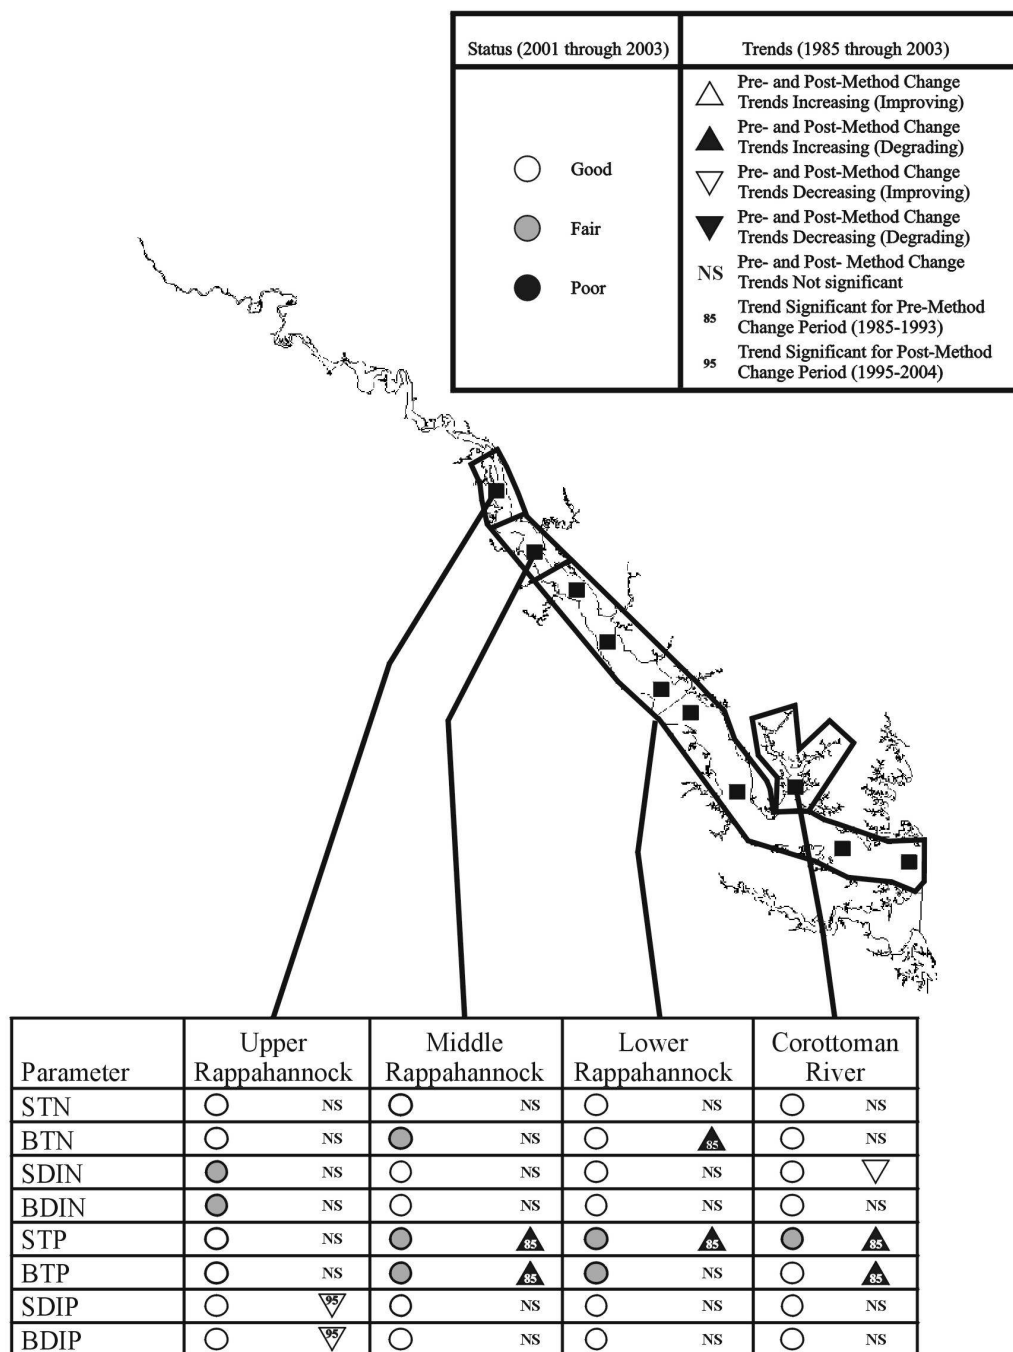 Status (2001 through 2003) Trends (1985 through 2003)
Pre- and Post-Method Change
Trends Increasing (Improving)
Pre- and Post-Method Change
Trends Increasing (Degrading)
Good
Pre- and Post-Method Change
Trends Decreasing (Improving)
Fair
Pre- and Post-Method Change
Trends Decreasing (Degrading)
NS Pre- and Post- Method Change
Trends Not significant
Poor
85 Trend Significant for Pre-Method
Change Period (1985-1993)
95 Trend Significant for Post-Method
Change Period (1995-2004)
Parameter Upper Rappahannock Middle Rappahannock Lower Rappahannock Corottoman River
STN NS NS NS NS
BTN NS NS 85 NS
SDIN NS NS NS
BDIN NS NS NS NS
STP NS 85 85 85
BTP NS 85 NS 85
SDIP 95 NS NS NS
BDIP 95 NS NS NS